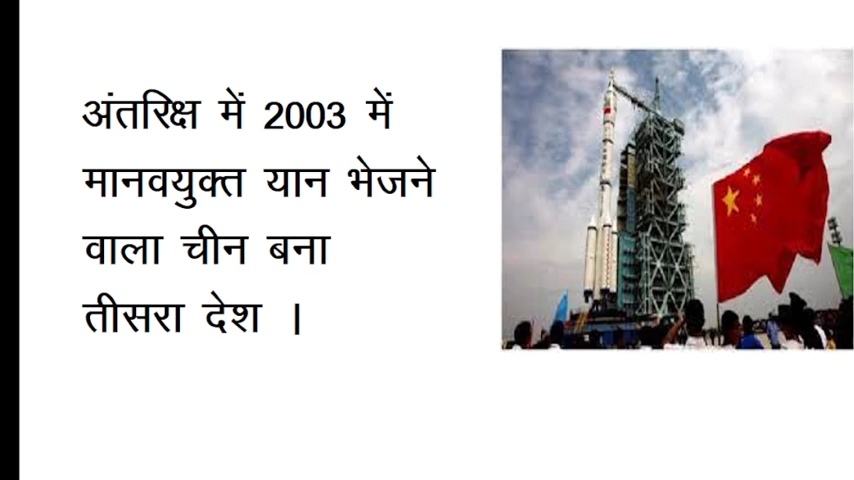 अंतरिक्ष में 2003 में
मानवयुक्त यान भेजने
वाला चीन बना
तीसरा देश ।